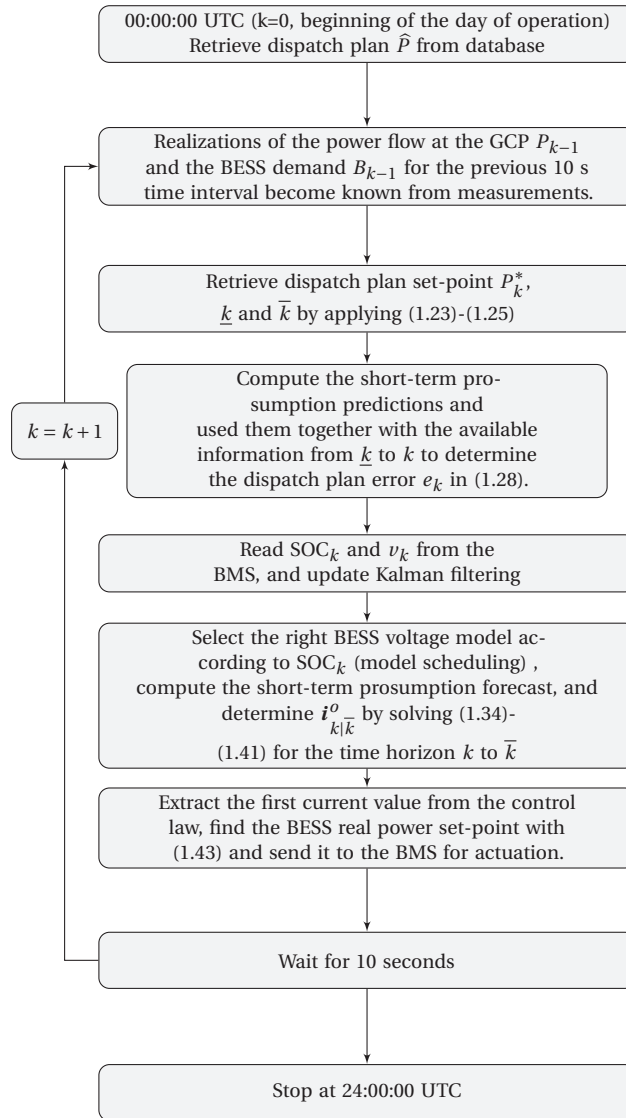 00:00:00 UTC (k=0, beginning of the day of operation)
Retrieve dispatch plan P̂ from database
Realizations of the power flow at the GCP P_{k−1}
and the BESS demand B_{k−1} for the previous 10 s
time interval become known from measurements.
Retrieve dispatch plan set-point P*_k,
k̲ and k̅ by applying (1.23)-(1.25)
Compute the short-term pro-
sumption predictions and
used them together with the available
information from k̲ to k to determine
the dispatch plan error e_k in (1.28).
k = k+1
Read SOC_k and v_k from the
BMS, and update Kalman filtering
Select the right BESS voltage model ac-
cording to SOC_k (model scheduling) ,
compute the short-term prosumption forecast, and
determine i^o_{k|k̅} by solving (1.34)-
(1.41) for the time horizon k to k̅
Extract the first current value from the control
law, find the BESS real power set-point with
(1.43) and send it to the BMS for actuation.
Wait for 10 seconds
Stop at 24:00:00 UTC